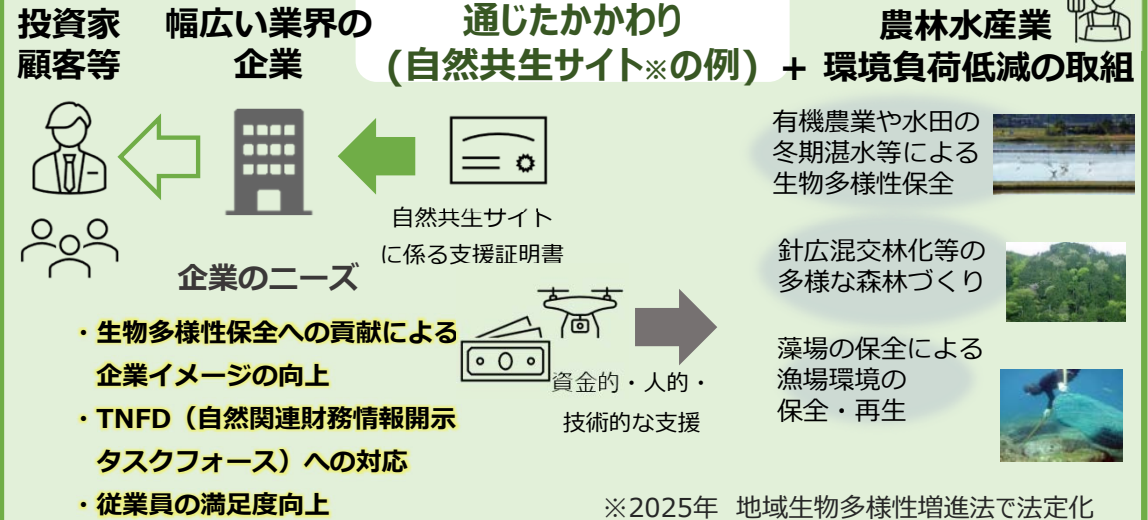 投資家
顧客等
幅広い業界の
企業
通じたかかわり
(自然共生サイト※の例)
農林水産業
+ 環境負荷低減の取組
自然共生サイト
に係る支援証明書
企業のニーズ
・生物多様性保全への貢献による
企業イメージの向上
・TNFD（自然関連財務情報開示
タスクフォース）への対応
・従業員の満足度向上
資金的・人的・
技術的な支援
有機農業や水田の
冬期湛水等による
生物多様性保全
針広混交林化等の
多様な森林づくり
藻場の保全による
漁場環境の
保全・再生
※2025年 地域生物多様性増進法で法定化